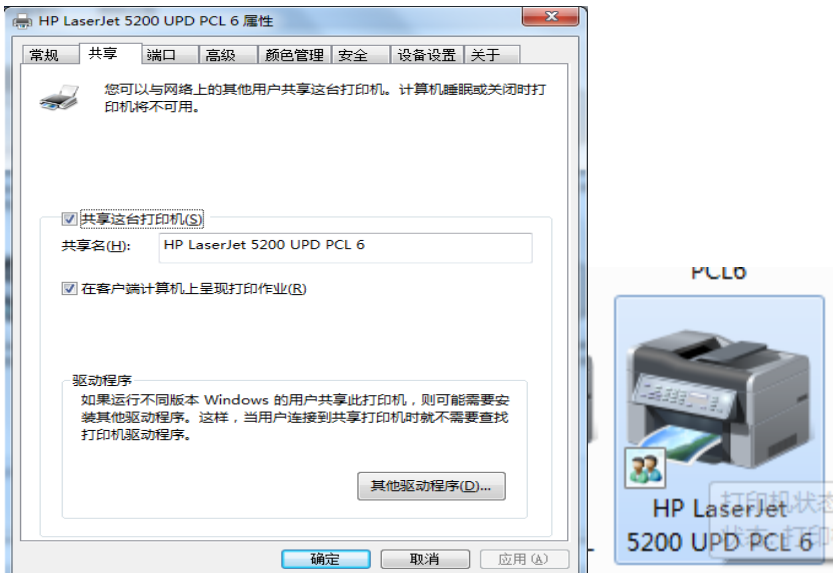 HP LaserJet 5200 UPD PCL 6 属性
常规 共享 端口 高级 颜色管理 安全 设备设置 关于
您可以与网络上的其他用户共享这台打印机。计算机睡眠或关闭时打
印机将不可用。
共享这台打印机(S)
共享名(H): HP LaserJet 5200 UPD PCL 6
在客户端计算机上呈现打印作业(R)
驱动程序
如果运行不同版本 Windows 的用户共享此打印机，则可能需要安
装其他驱动程序。这样，当用户连接到共享打印机时就不需要查找
打印机驱动程序。
其他驱动程序(D)...
确定 取消 应用(A)
PCL6
HP LaserJet
5200 UPD PCL 6
打印机状态
状态: